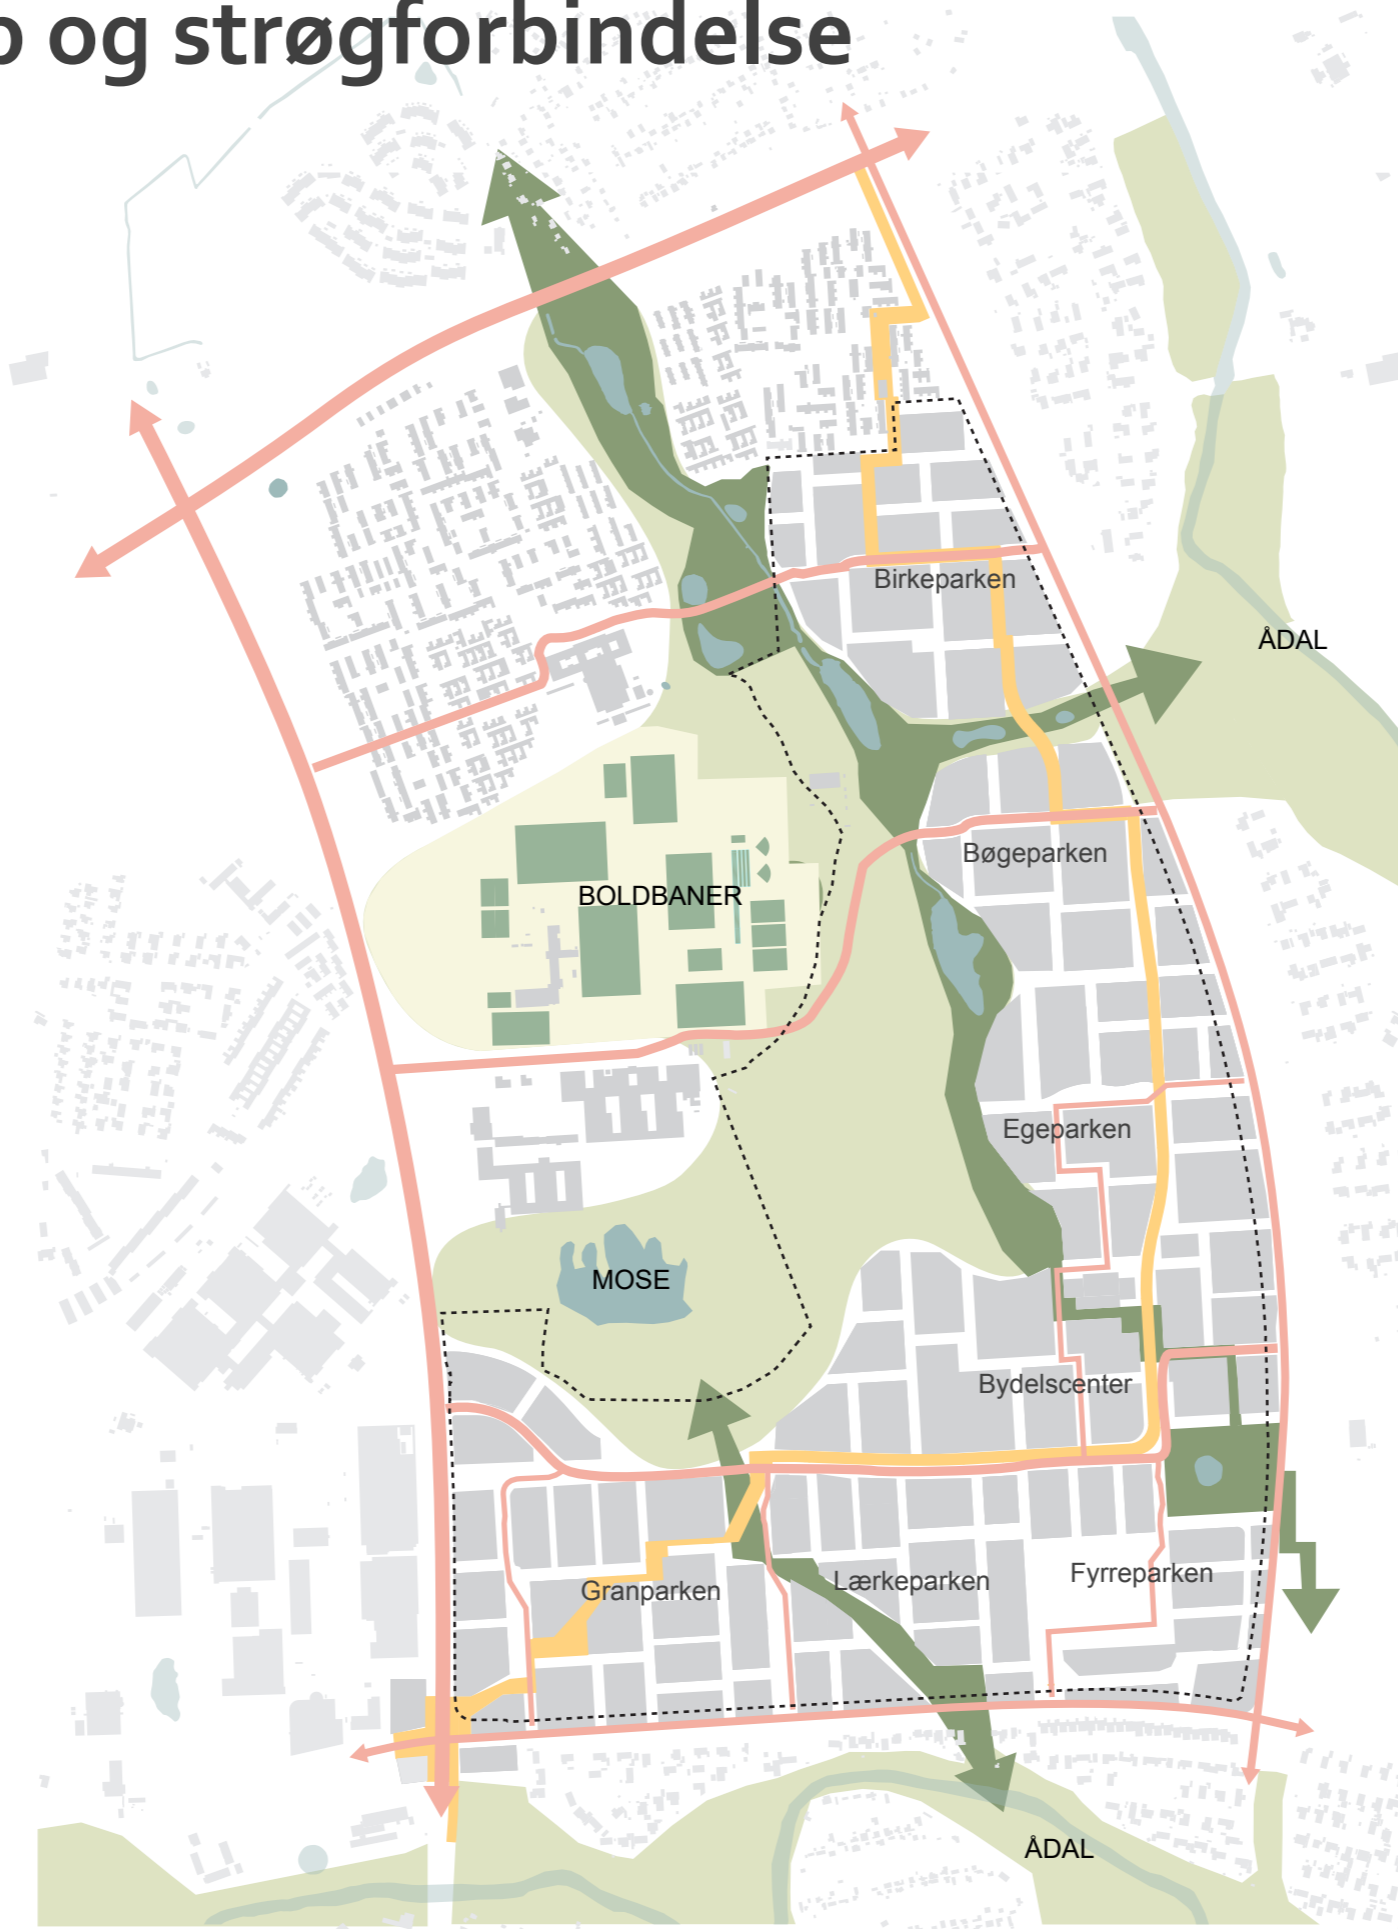 og strøgforbindelse
Birkeparken
ÅDAL
Bøgeparken
BOLDBANER
Egeparken
MOSE
Bydelscenter
Granparken
Lærkeparken
Fyrreparken
ÅDAL